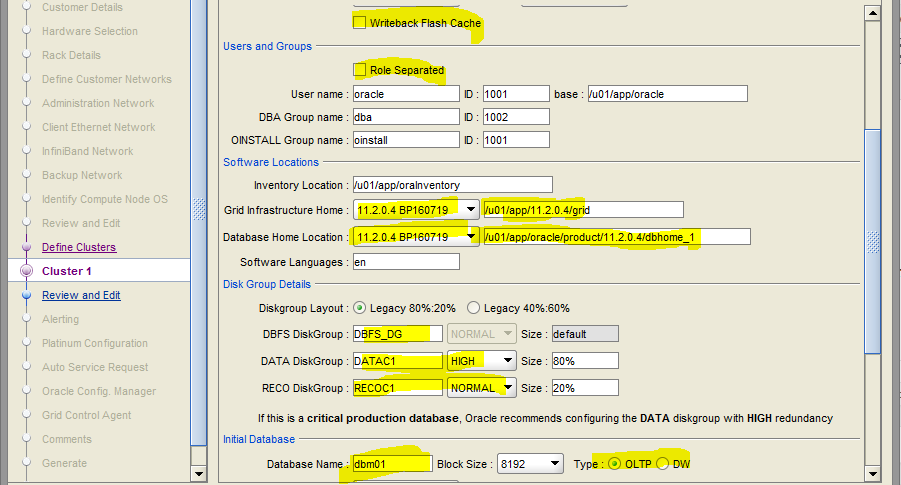 Customer Details
Hardware Selection
Rack Details
Define Customer Networks
Administration Network
Client Ethernet Network
InfiniBand Network
Backup Network
Identify Compute Node OS
Review and Edit
Define Clusters
Cluster 1
Review and Edit
Alerting
Platinum Configuration
Auto Service Request
Oracle Config. Manager
Grid Control Agent
Comments
Generate
Writeback Flash Cache
Users and Groups
Role Separated
User name : oracle ID : 1001 base : /u01/app/oracle
DBA Group name : dba ID : 1002
OINSTALL Group name : oinstall ID : 1001
Software Locations
Inventory Location : /u01/app/oraInventory
Grid Infrastructure Home : 11.2.0.4 BP160719 /u01/app/11.2.0.4/grid
Database Home Location : 11.2.0.4 BP160719 /u01/app/oracle/product/11.2.0.4/dbhome_1
Software Languages : en
Disk Group Details
Diskgroup Layout : Legacy 80%:20% Legacy 40%:60%
DBFS DiskGroup : DBFS_DG NORMAL Size : default
DATA DiskGroup : DATAC1 HIGH Size : 80%
RECO DiskGroup : RECOC1 NORMAL Size : 20%
If this is a critical production database, Oracle recommends configuring the DATA diskgroup with HIGH redundancy
Initial Database
Database Name : dbm01 Block Size : 8192 Type : OLTP DW